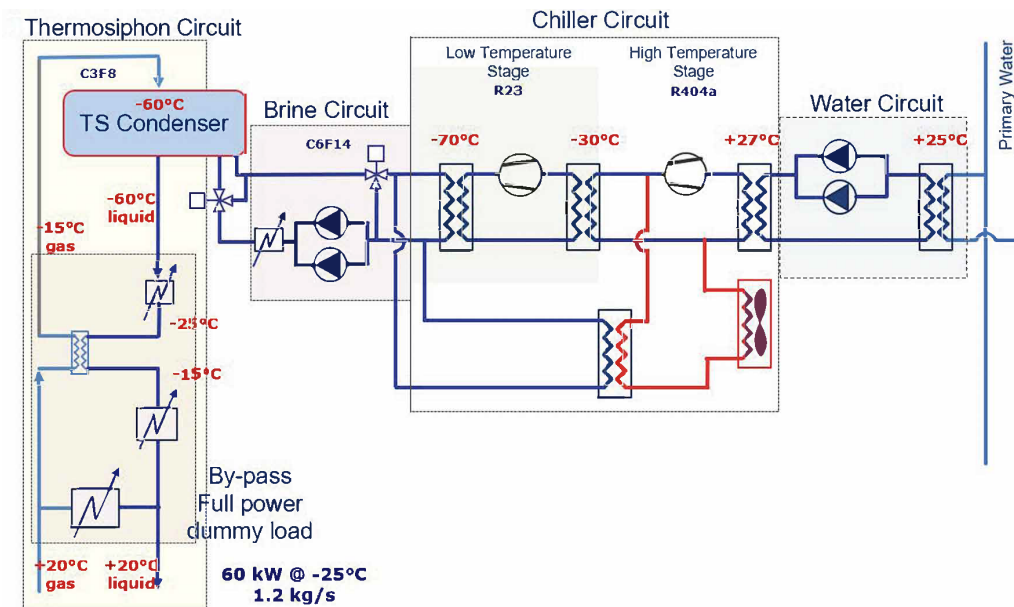 Thermosiphon Circuit
C3F8
-60°C
TS Condenser
-60°C
liquid
-15°C
gas
-25°C
-15°C
By-pass
Full power
dummy load
+20°C
gas
+20°C
liquid
60 kW @ -25°C
1.2 kg/s
Brine Circuit
C6F14
Chiller Circuit
Low Temperature
Stage
R23
High Temperature
Stage
R404a
-70°C
-30°C
+27°C
Water Circuit
+25°C
Primary Water